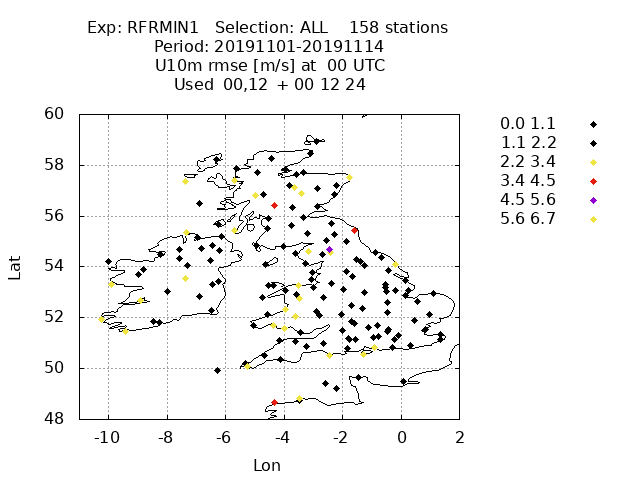 Exp: RFRMIN1 Selection: ALL 158 stations
Period: 20191101-20191114
U10m rmse [m/s] at 00 UTC
Used 00,12 + 00 12 24
60
58
56
54
52
50
48
Lat
-10 -8 -6 -4 -2 0 2
Lon
0.0 1.1
1.1 2.2
2.2 3.4
3.4 4.5
4.5 5.6
5.6 6.7